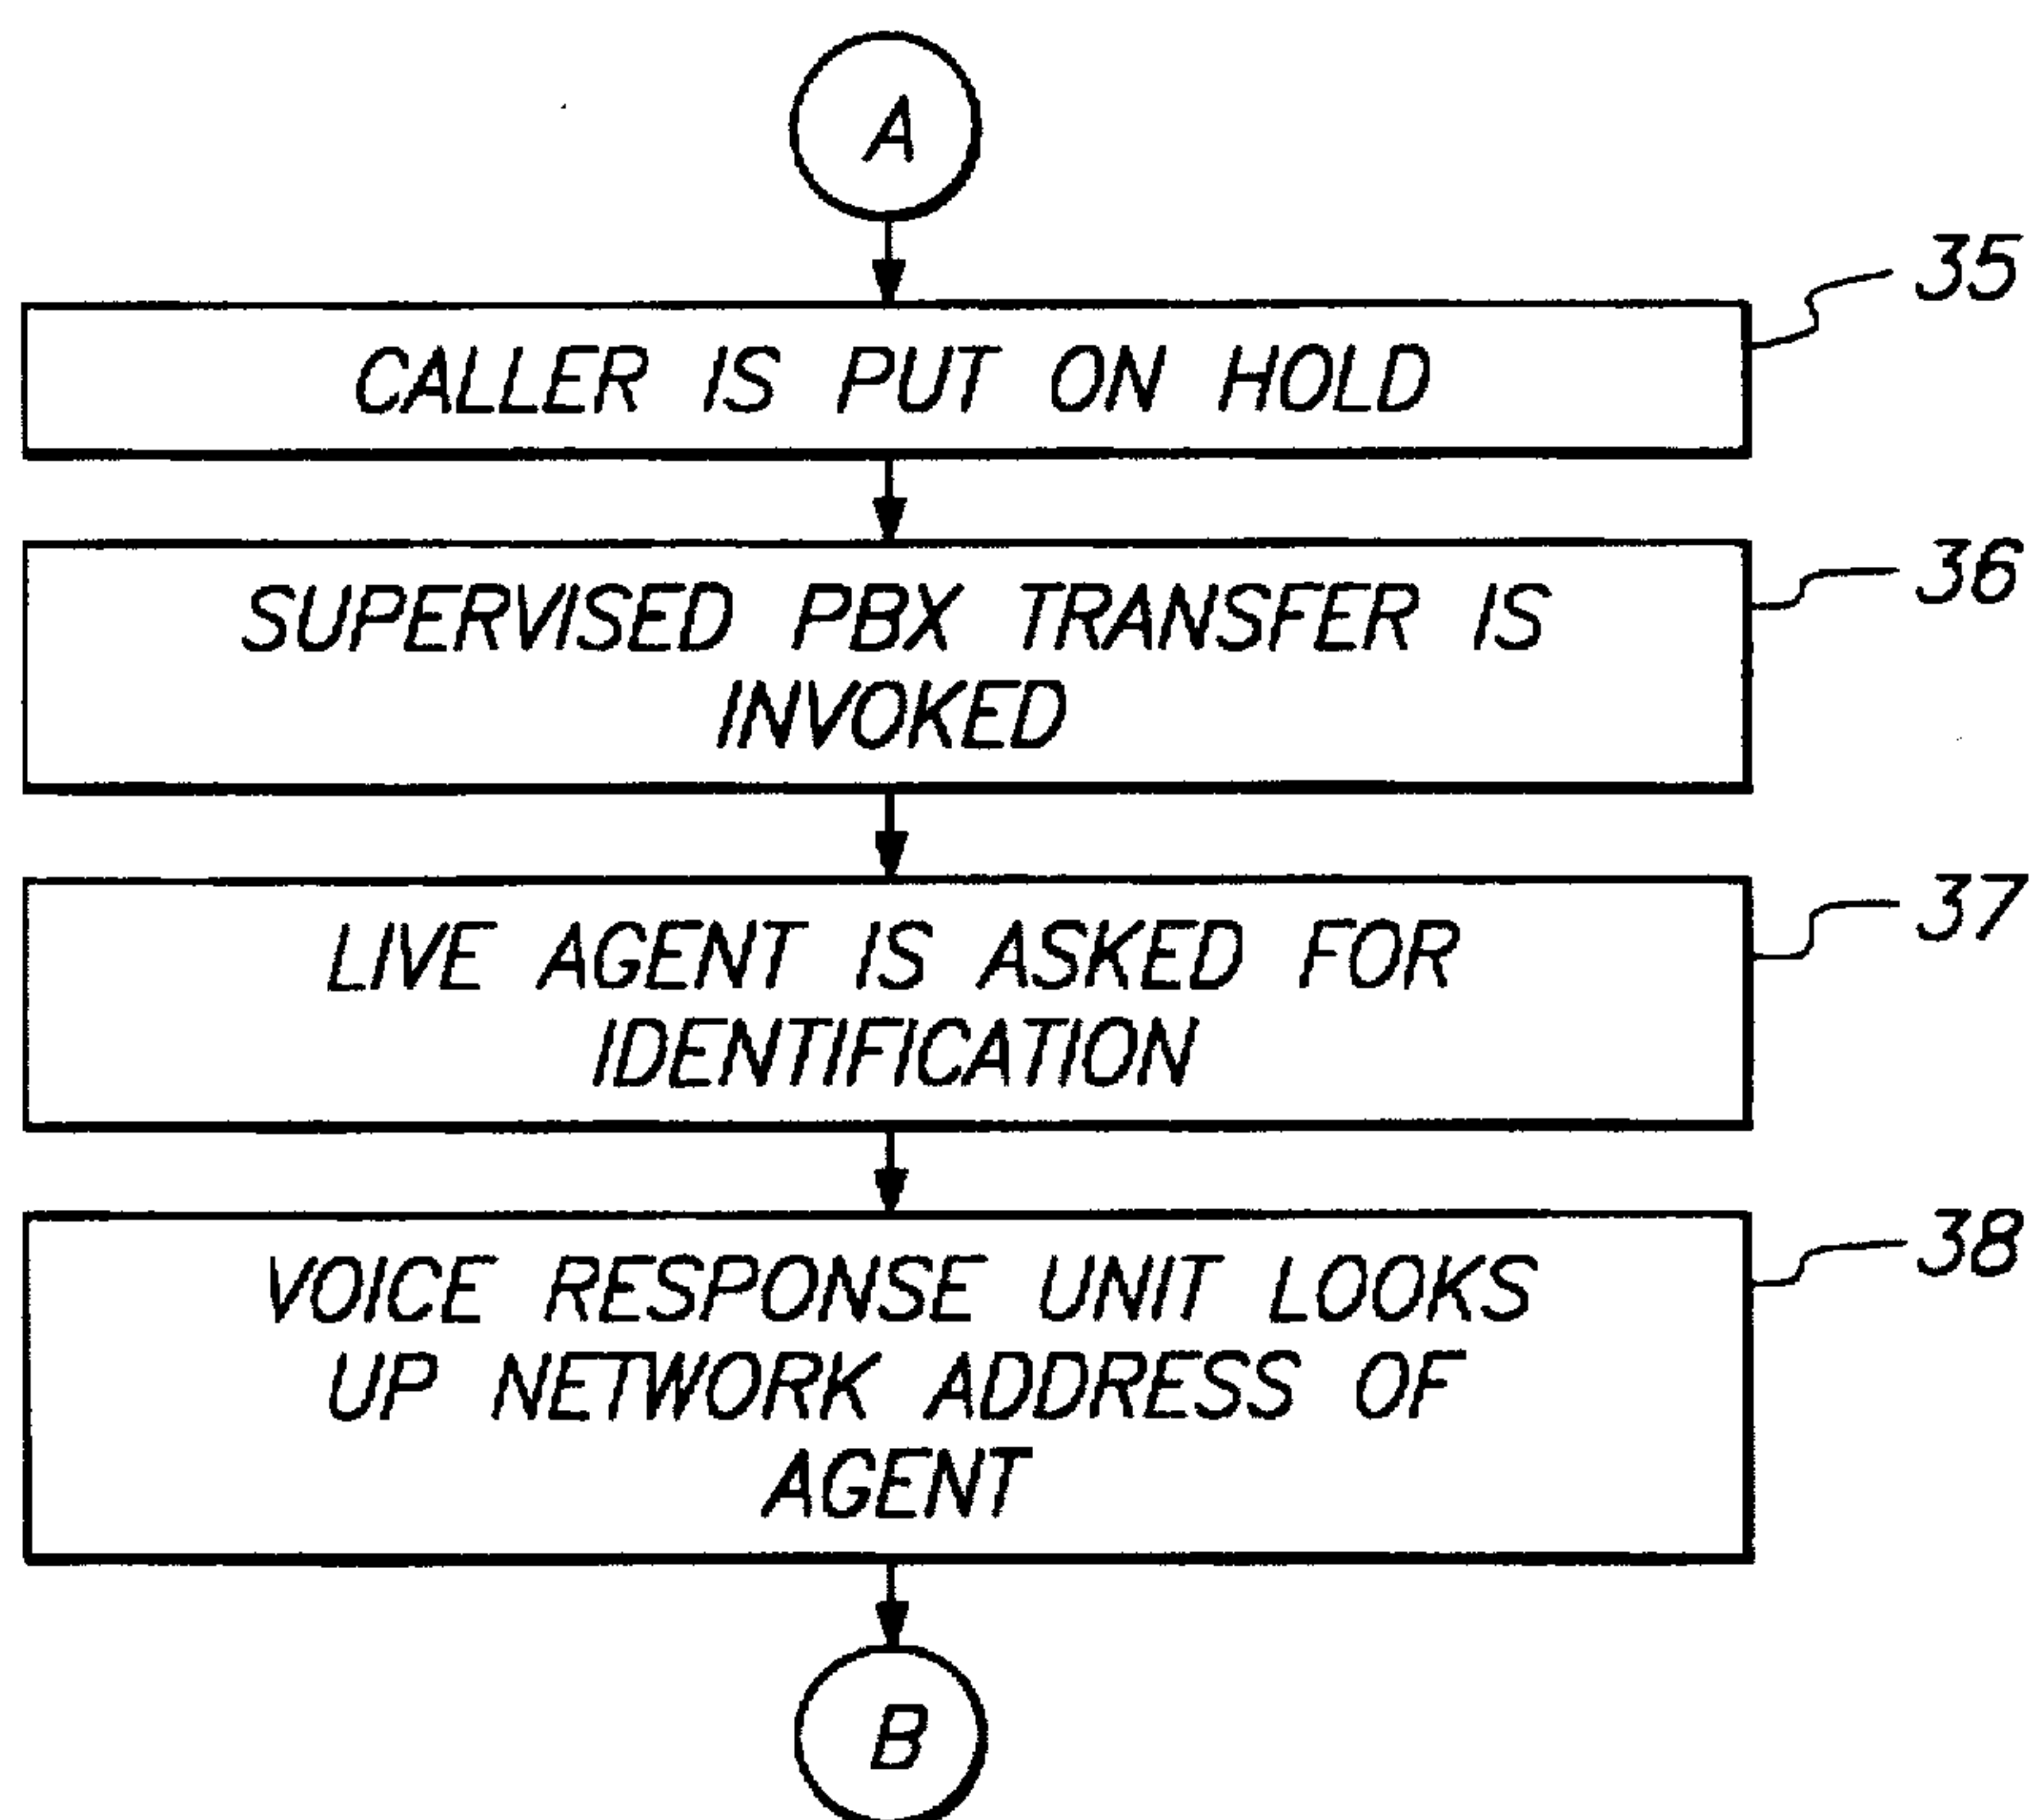 A
35
CALLER IS PUT ON HOLD
36
SUPERVISED PBX TRANSFER IS
INVOKED
37
LIVE AGENT IS ASKED FOR
IDENTIFICATION
38
VOICE RESPONSE UNIT LOOKS
UP NETWORK ADDRESS OF
AGENT
B